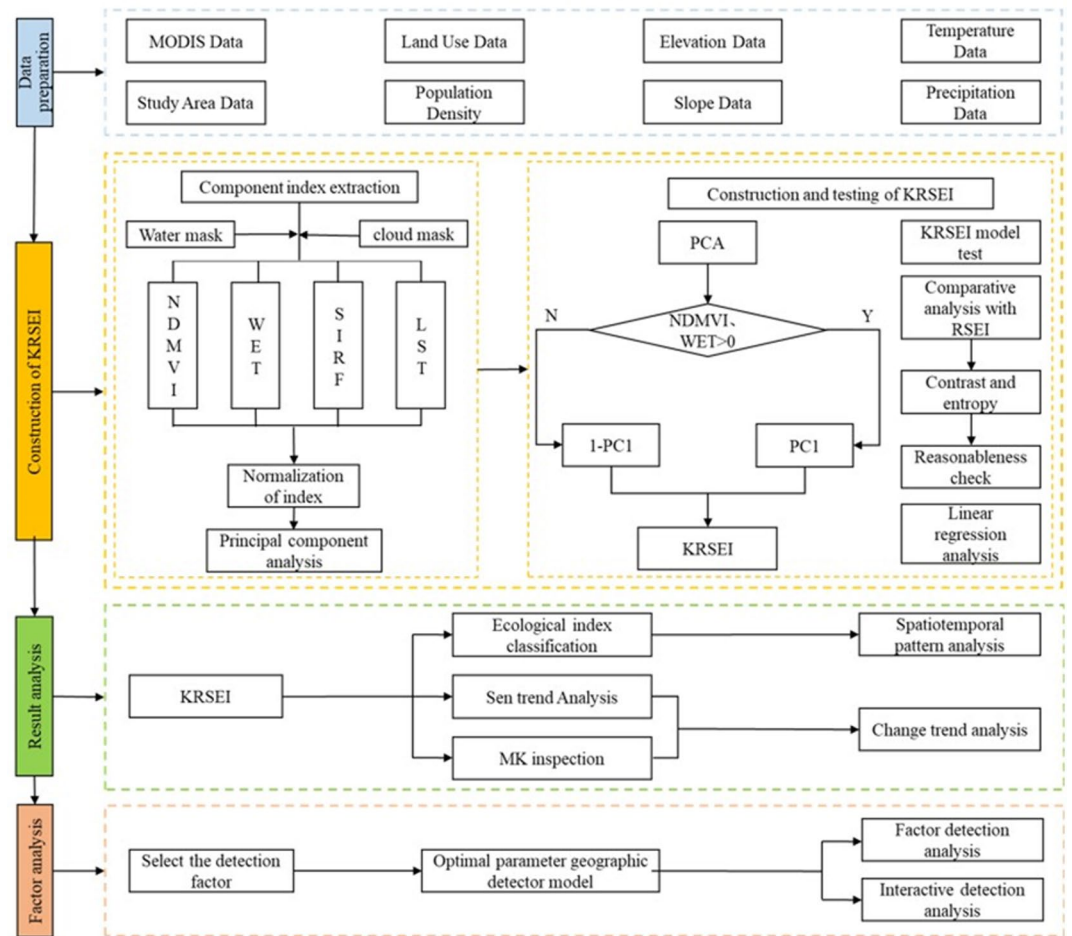 Data
preparation
MODIS Data
Land Use Data
Elevation Data
Temperature
Data
Study Area Data
Population
Density
Slope Data
Precipitation
Data
Construction of KRSEI
Component index extraction
Water mask
cloud mask
NDMVI
WET
SIRF
LST
Normalization
of index
Principal component
analysis
Construction and testing of KRSEI
PCA
N
NDMVI、
WET>0
Y
1-PC1
PC1
KRSEI
KRSEI model
test
Comparative
analysis with
RSEI
Contrast and
entropy
Reasonableness
check
Linear
regression
analysis
Result analysis
KRSEI
Ecological index
classification
Spatiotemporal
pattern analysis
Sen trend Analysis
MK inspection
Change trend analysis
Factor analysis
Select the detection
factor
Optimal parameter geographic
detector model
Factor detection
analysis
Interactive detection
analysis